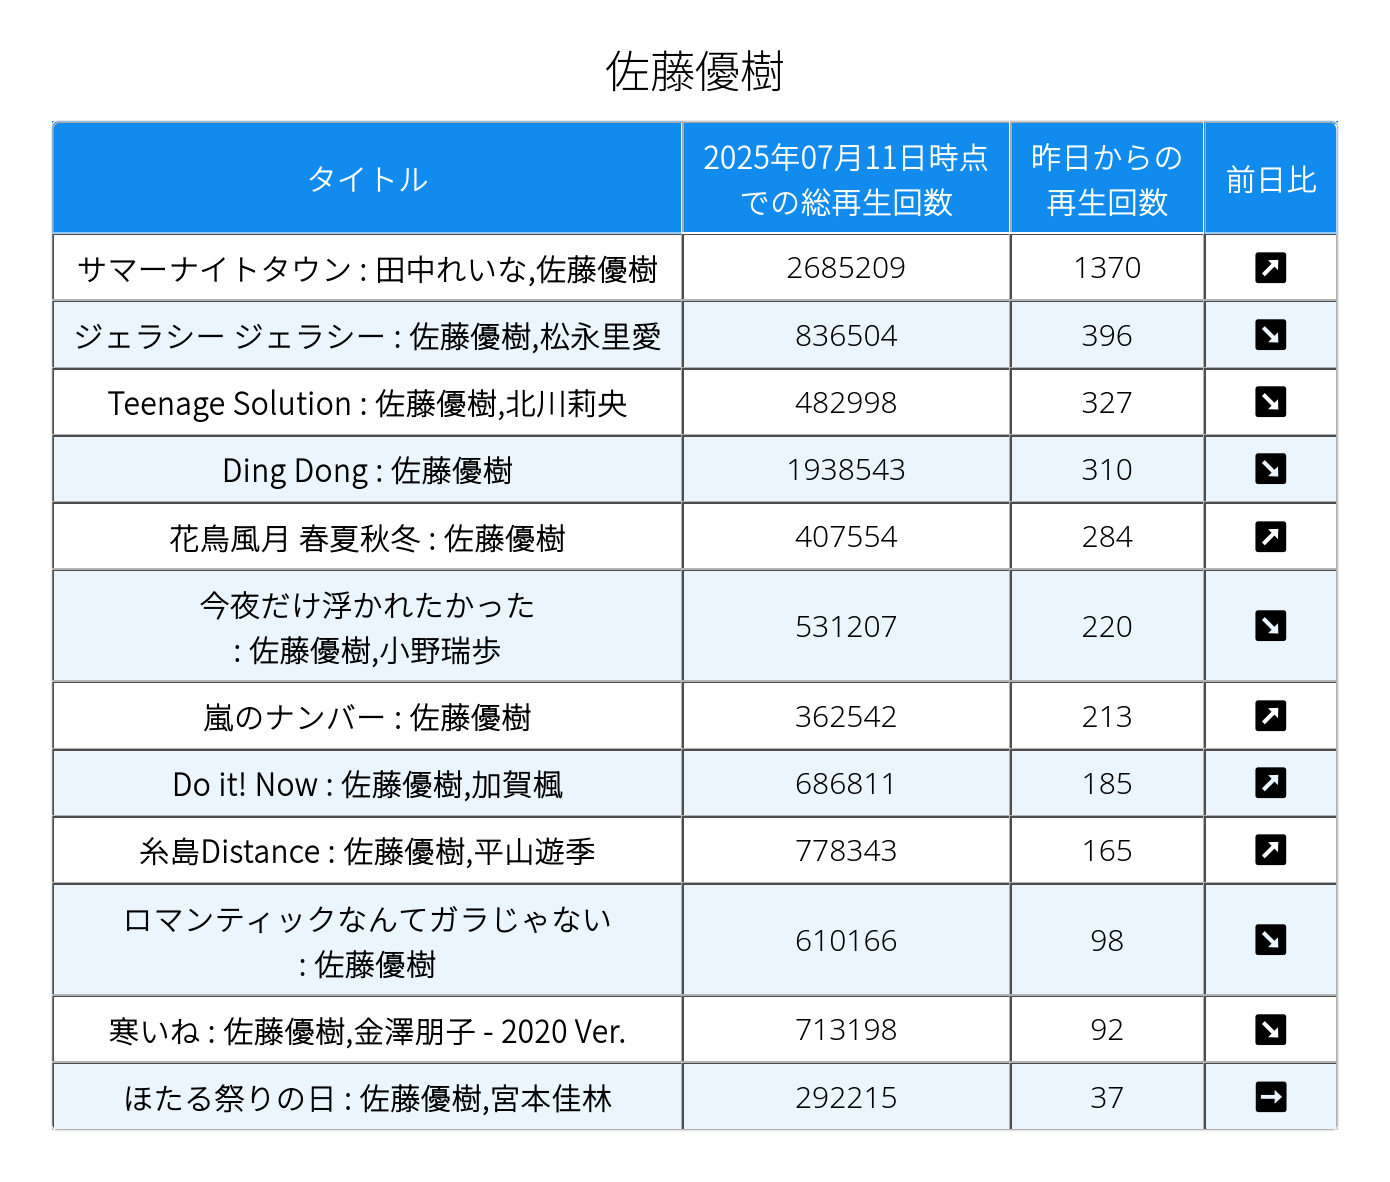 佐藤優樹
タイトル
2025年07月11日時点
での総再生回数
昨日からの
再生回数
前日比
サマーナイトタウン : 田中れいな,佐藤優樹 2685209 1370 ↗
ジェラシー ジェラシー : 佐藤優樹,松永里愛 836504 396 ↘
Teenage Solution : 佐藤優樹,北川莉央 482998 327 ↘
Ding Dong : 佐藤優樹 1938543 310 ↘
花鳥風月 春夏秋冬 : 佐藤優樹 407554 284 ↗
今夜だけ浮かれたかった
: 佐藤優樹,小野瑞歩 531207 220 ↘
嵐のナンバー : 佐藤優樹 362542 213 ↗
Do it! Now : 佐藤優樹,加賀楓 686811 185 ↗
糸島Distance : 佐藤優樹,平山遊季 778343 165 ↗
ロマンティックなんてガラじゃない
: 佐藤優樹 610166 98 ↘
寒いね : 佐藤優樹,金澤朋子 - 2020 Ver. 713198 92 ↘
ほたる祭りの日 : 佐藤優樹,宮本佳林 292215 37 →